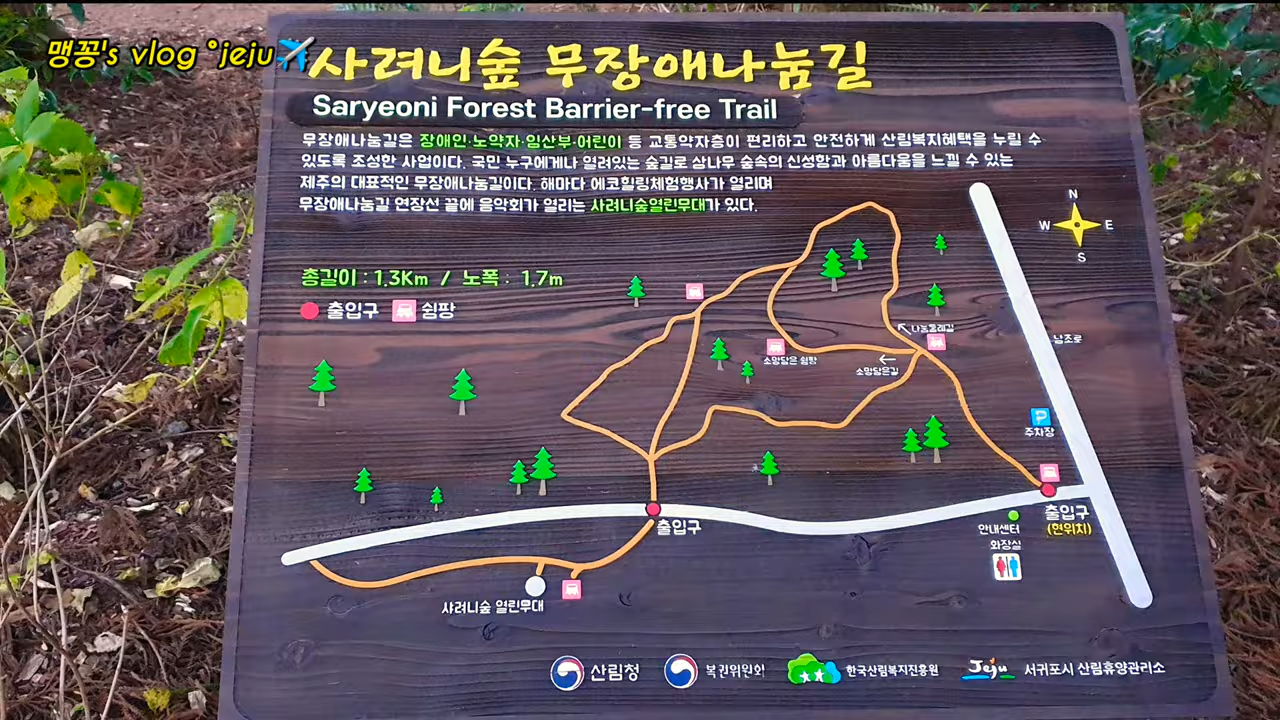 맹꽁's vlog °jeju✈️
사려니숲 무장애나눔길
Saryeoni Forest Barrier-free Trail
무장애나눔길은 장애인·노약자·임산부·어린이 등 교통약자층이 편리하고 안전하게 산림복지혜택을 누릴 수
있도록 조성한 사업이다. 국민 누구에게나 열려있는 숲길로 삼나무 숲속의 신성함과 아름다움을 느낄 수 있는
제주의 대표적인 무장애나눔길이다. 해마다 에코힐링체험행사가 열리며
무장애나눔길 연장선 끝에 음악회가 열리는 사려니숲열린무대가 있다.
N
W E
S
총길이 : 1.3Km / 노폭 : 1.7m
출입구 쉼팡
나눔둘레길
남조로
소망담은 쉼팡
소망담은길
P
주차장
출입구
(현위치)
출입구
안내센터
화장실
사려니숲 열린무대
산림청
복권위원회
한국산림복지진흥원
Jeju
서귀포시 산림휴양관리소